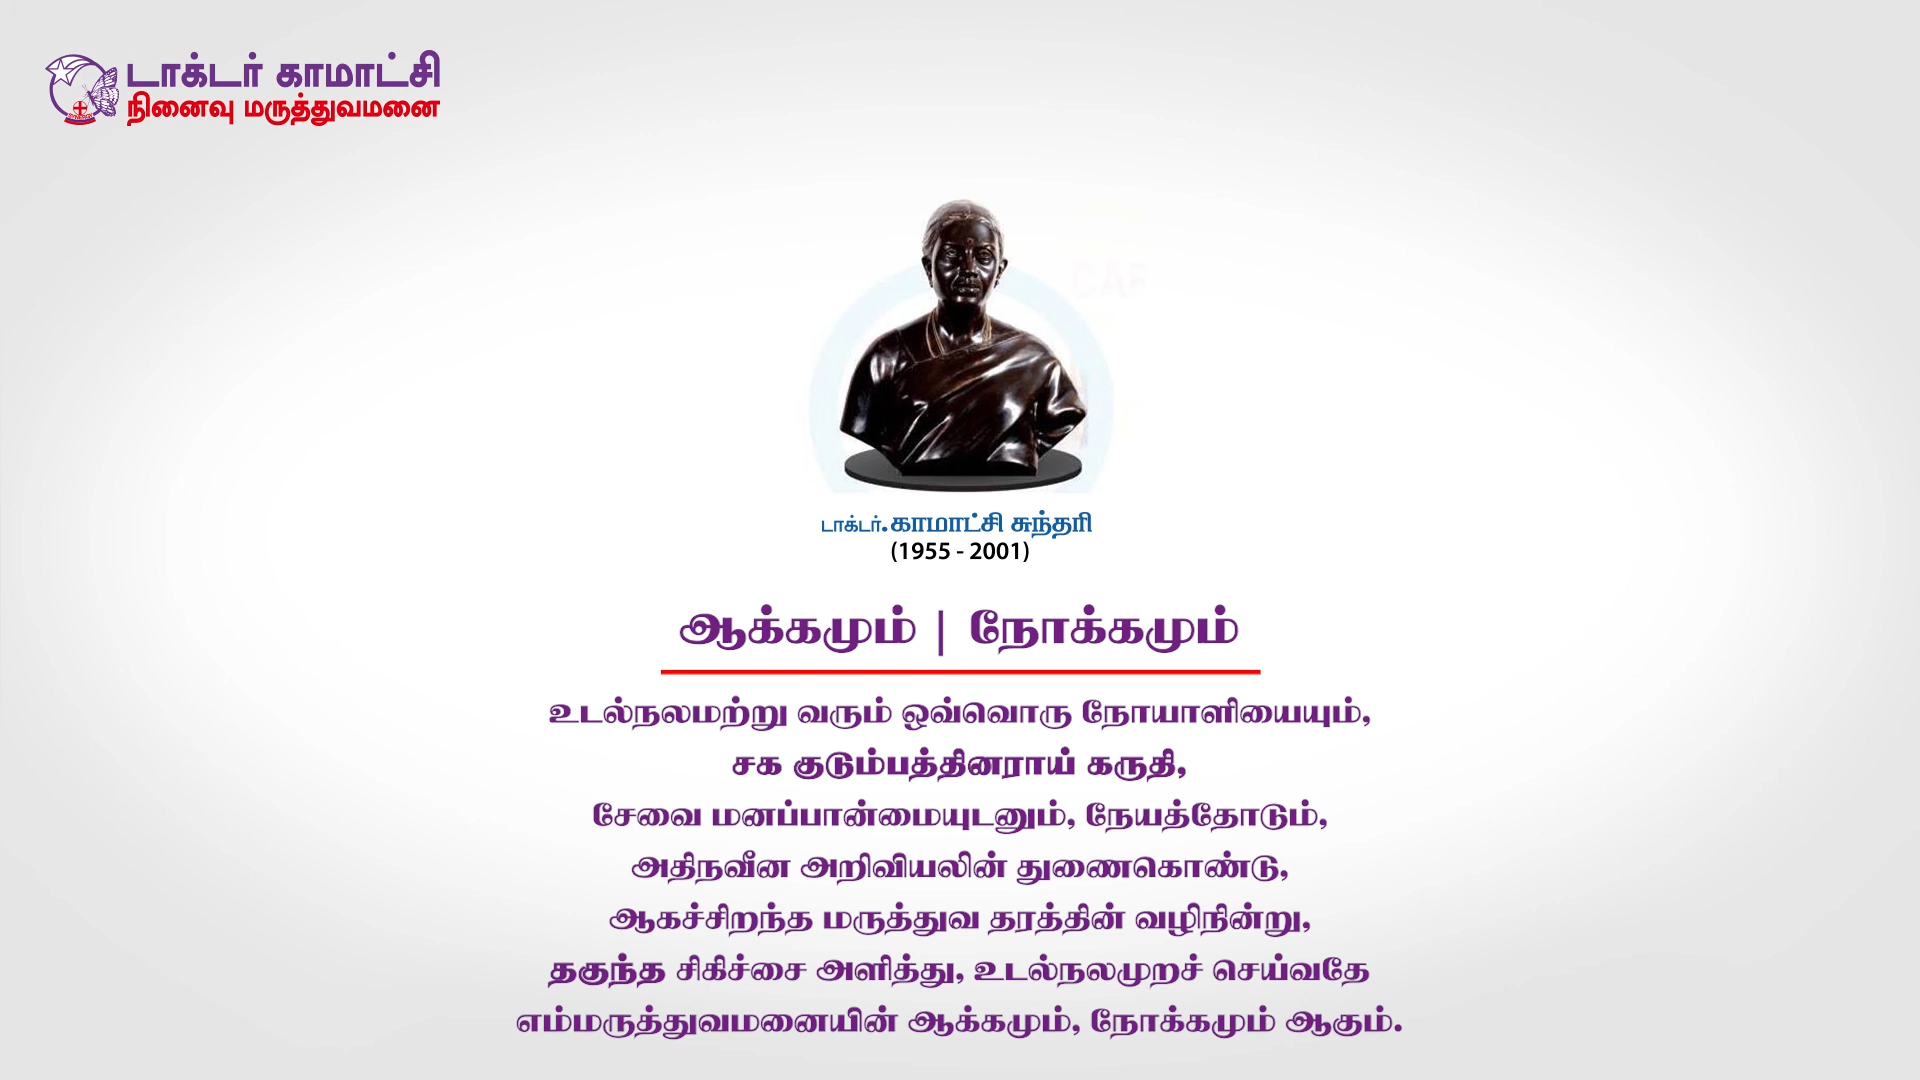 டாக்டர் காமாட்சி
நினைவு மருத்துவமனை
டாக்டர். காமாட்சி சுந்தரி
(1955 - 2001)
ஆக்கமும் | நோக்கமும்
உடல்நலமற்று வரும் ஒவ்வொரு நோயாளியையும்,
சக குடும்பத்தினராய் கருதி,
சேவை மனப்பான்மையுடனும், நேயத்தோடும்,
அதிநவீன அறிவியலின் துணைகொண்டு,
ஆகச்சிறந்த மருத்துவ தரத்தின் வழிநின்று,
தகுந்த சிகிச்சை அளித்து, உடல்நலமுறச் செய்வதே
எம்மருத்துவமனையின் ஆக்கமும், நோக்கமும் ஆகும்.